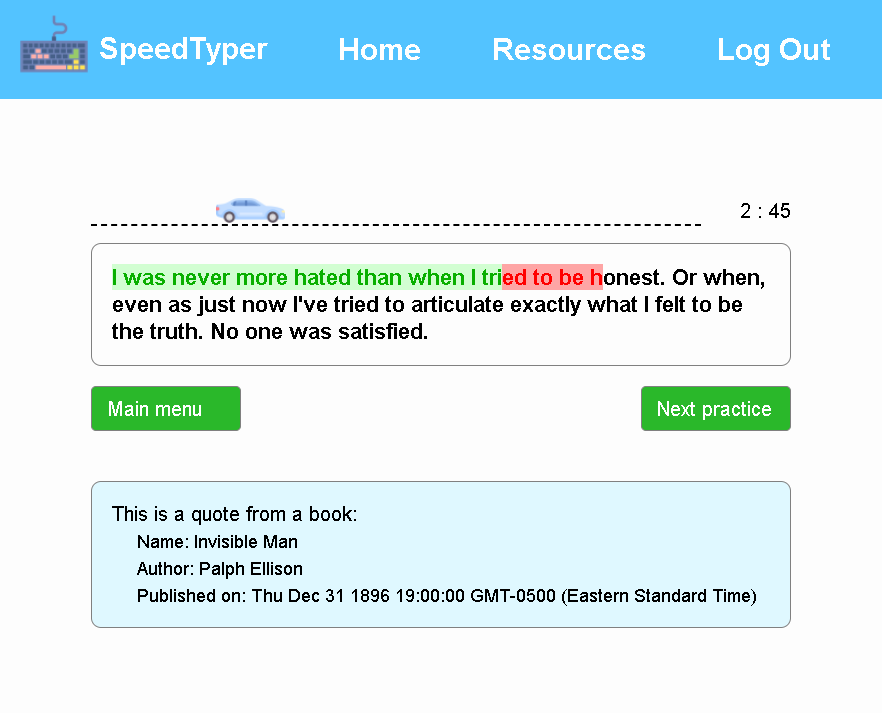 SpeedTyper Home Resources Log Out
2 : 45
I was never more hated than when I tried to be honest. Or when,
even as just now I've tried to articulate exactly what I felt to be
the truth. No one was satisfied.
Main menu Next practice
This is a quote from a book:
Name: Invisible Man
Author: Palph Ellison
Published on: Thu Dec 31 1896 19:00:00 GMT-0500 (Eastern Standard Time)